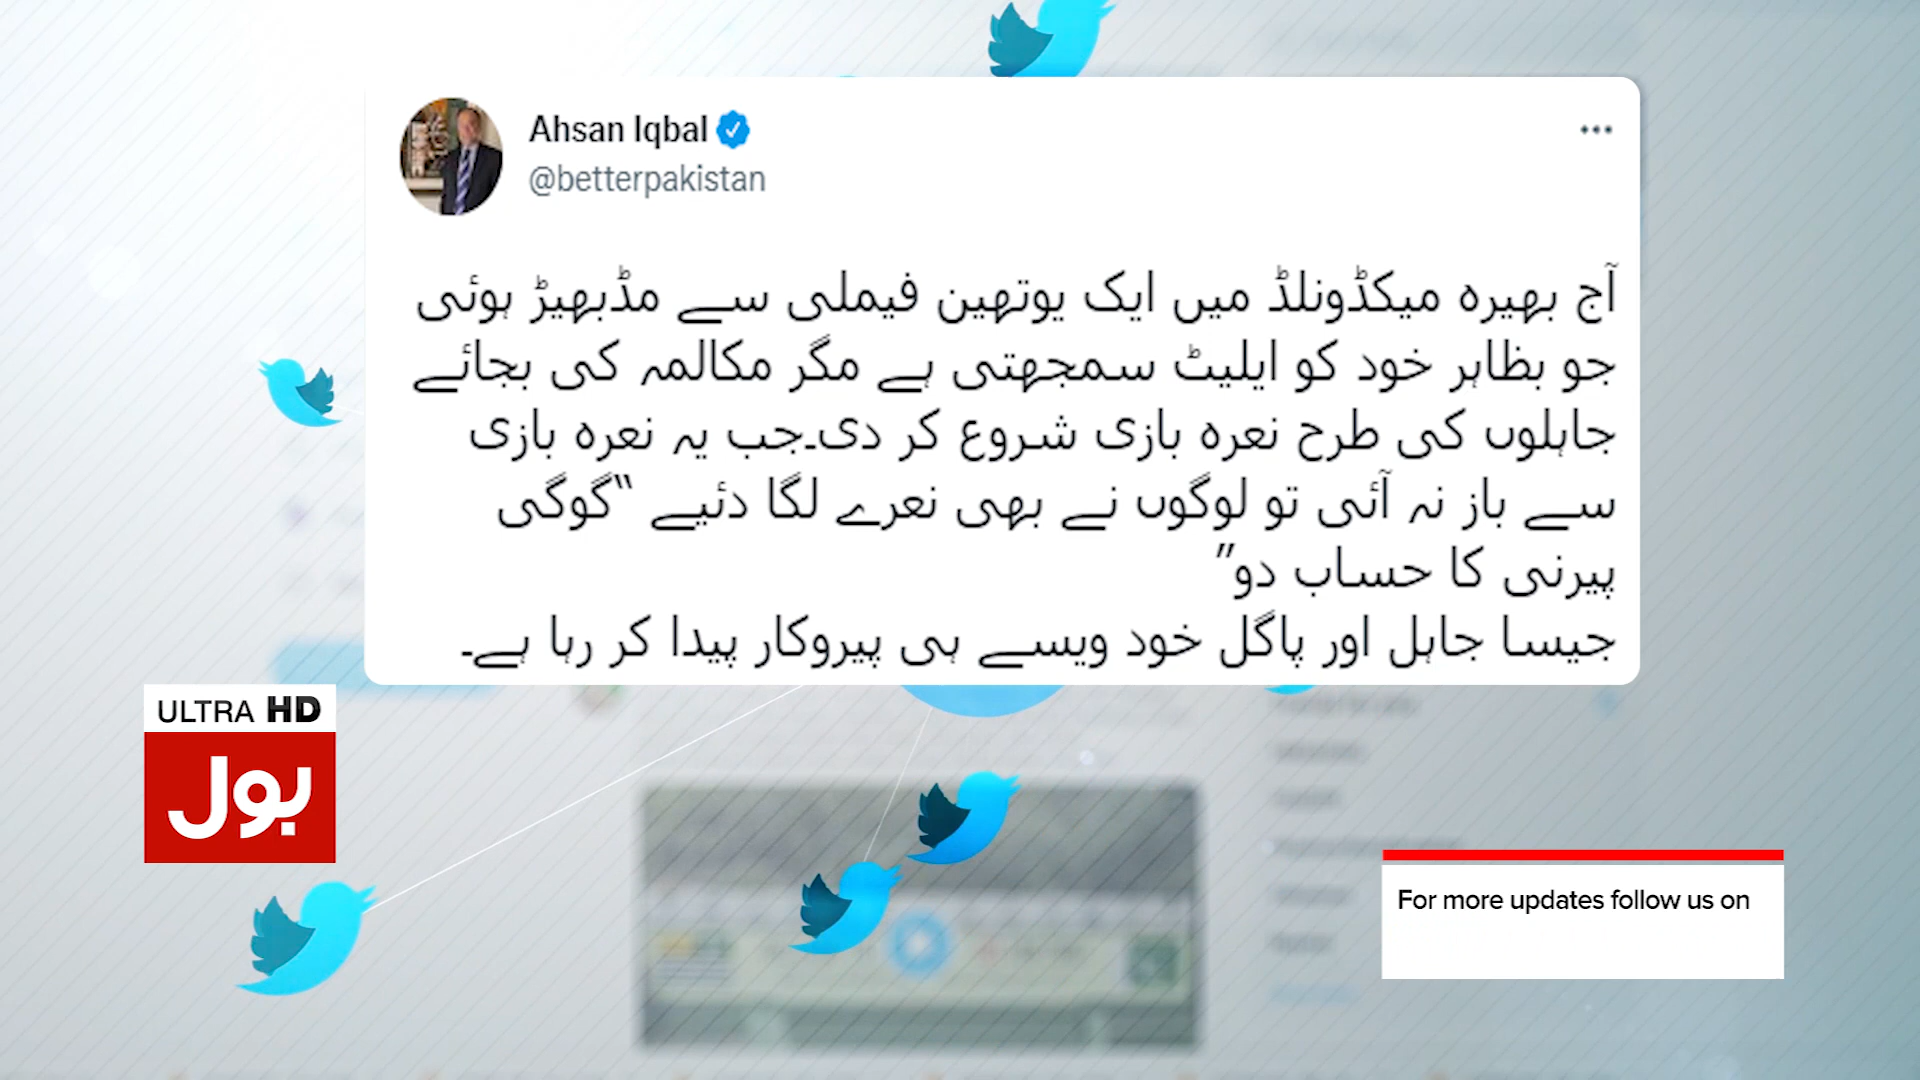 Ahsan Iqbal
@betterpakistan
آج بھیرہ میکڈونلڈ میں ایک یوتھین فیملی سے مڈبھیڑ ہوئی
جو بظاہر خود کو ایلیٹ سمجھتی ہے مگر مکالمہ کی بجائے
جاہلوں کی طرح نعرہ بازی شروع کر دی۔جب یہ نعرہ بازی
سے باز نہ آئی تو لوگوں نے بھی نعرے لگا دئیے “گوگی
پیرنی کا حساب دو”
جیسا جاہل اور پاگل خود ویسے ہی پیروکار پیدا کر رہا ہے۔
ULTRA HD
بول
For more updates follow us on